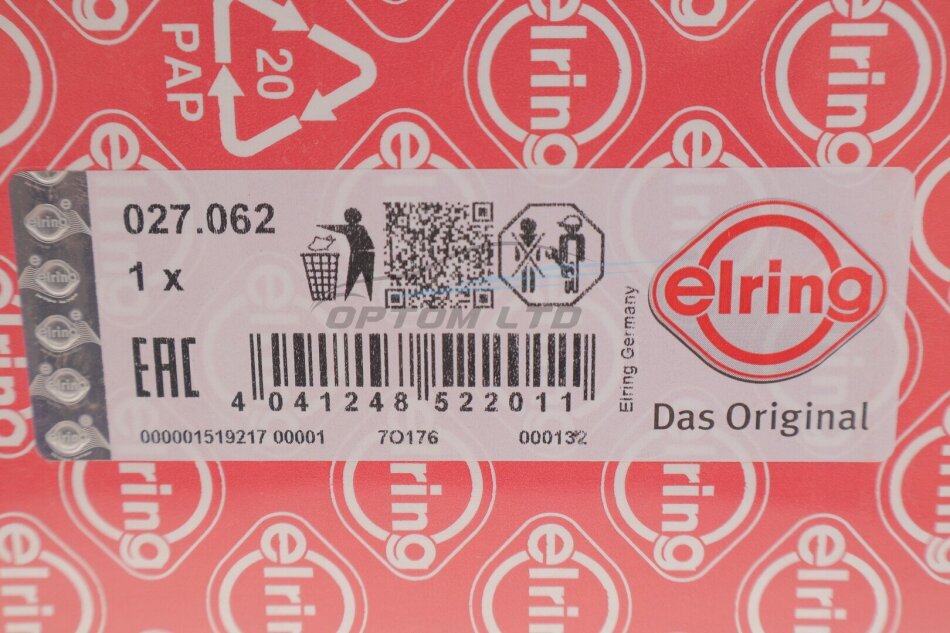 20
PAP
027.062
1 x
OPTOM LTD
EAC
4 041248 522011
000001519217 00001 7O176 000132
Elring Germany
elring
Das Original